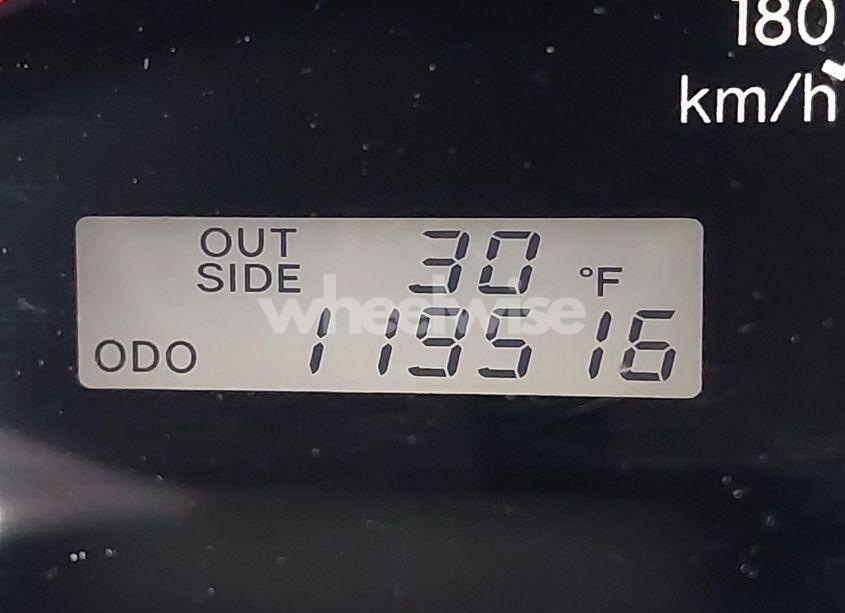 180
km/h
OUT
SIDE 30 °F
wheelwise
ODO 119516